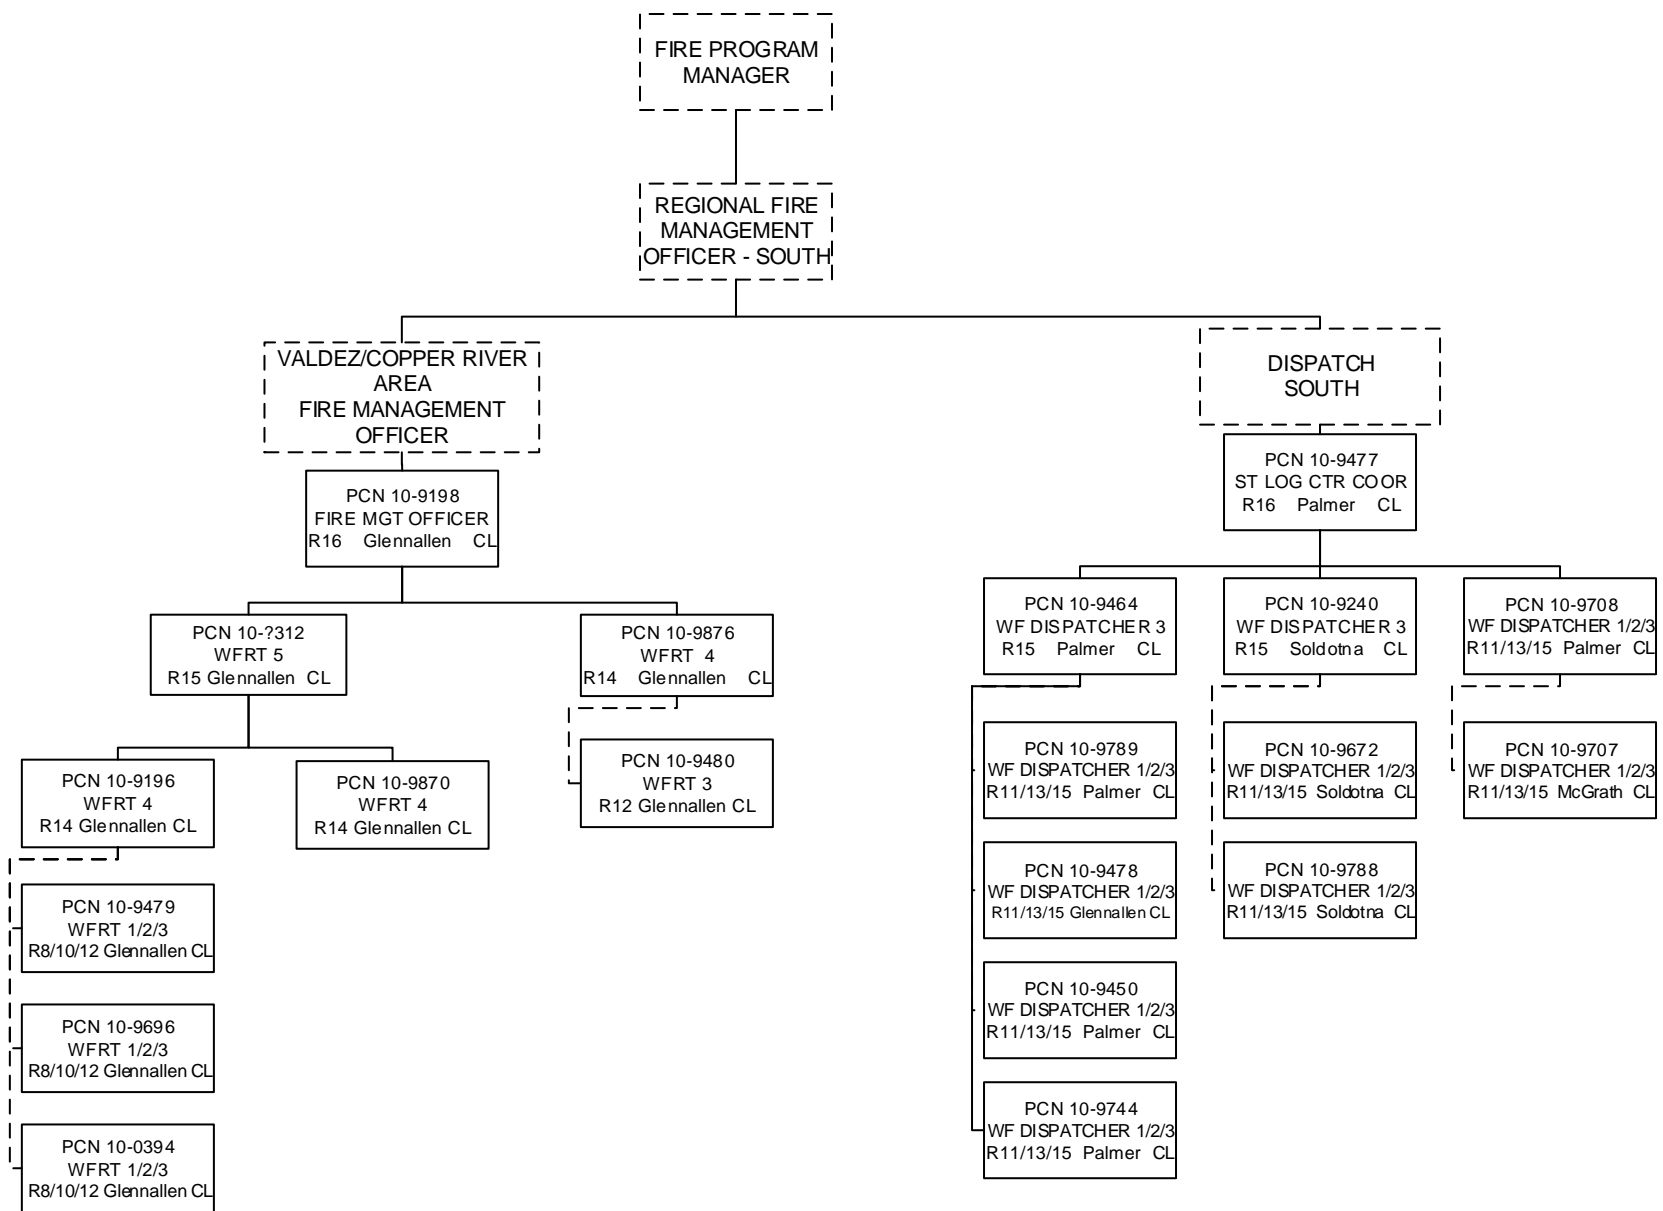 FIRE PROGRAM
MANAGER
REGIONAL FIRE
MANAGEMENT
OFFICER - SOUTH
VALDEZ/COPPER RIVER
AREA
FIRE MANAGEMENT
OFFICER
DISPATCH
SOUTH
PCN 10-9198
FIRE MGT OFFICER
R16 Glennallen CL
PCN 10-9477
ST LOG CTR COOR
R16 Palmer CL
PCN 10-?312
WFRT 5
R15 Glennallen CL
PCN 10-9876
WFRT 4
R14 Glennallen CL
PCN 10-9464
WF DISPATCHER 3
R15 Palmer CL
PCN 10-9240
WF DISPATCHER 3
R15 Soldotna CL
PCN 10-9708
WF DISPATCHER 1/2/3
R11/13/15 Palmer CL
PCN 10-9196
WFRT 4
R14 Glennallen CL
PCN 10-9870
WFRT 4
R14 Glennallen CL
PCN 10-9480
WFRT 3
R12 Glennallen CL
PCN 10-9789
WF DISPATCHER 1/2/3
R11/13/15 Palmer CL
PCN 10-9672
WF DISPATCHER 1/2/3
R11/13/15 Soldotna CL
PCN 10-9707
WF DISPATCHER 1/2/3
R11/13/15 McGrath CL
PCN 10-9479
WFRT 1/2/3
R8/10/12 Glennallen CL
PCN 10-9478
WF DISPATCHER 1/2/3
R11/13/15 Glennallen CL
PCN 10-9788
WF DISPATCHER 1/2/3
R11/13/15 Soldotna CL
PCN 10-9696
WFRT 1/2/3
R8/10/12 Glennallen CL
PCN 10-9450
WF DISPATCHER 1/2/3
R11/13/15 Palmer CL
PCN 10-0394
WFRT 1/2/3
R8/10/12 Glennallen CL
PCN 10-9744
WF DISPATCHER 1/2/3
R11/13/15 Palmer CL